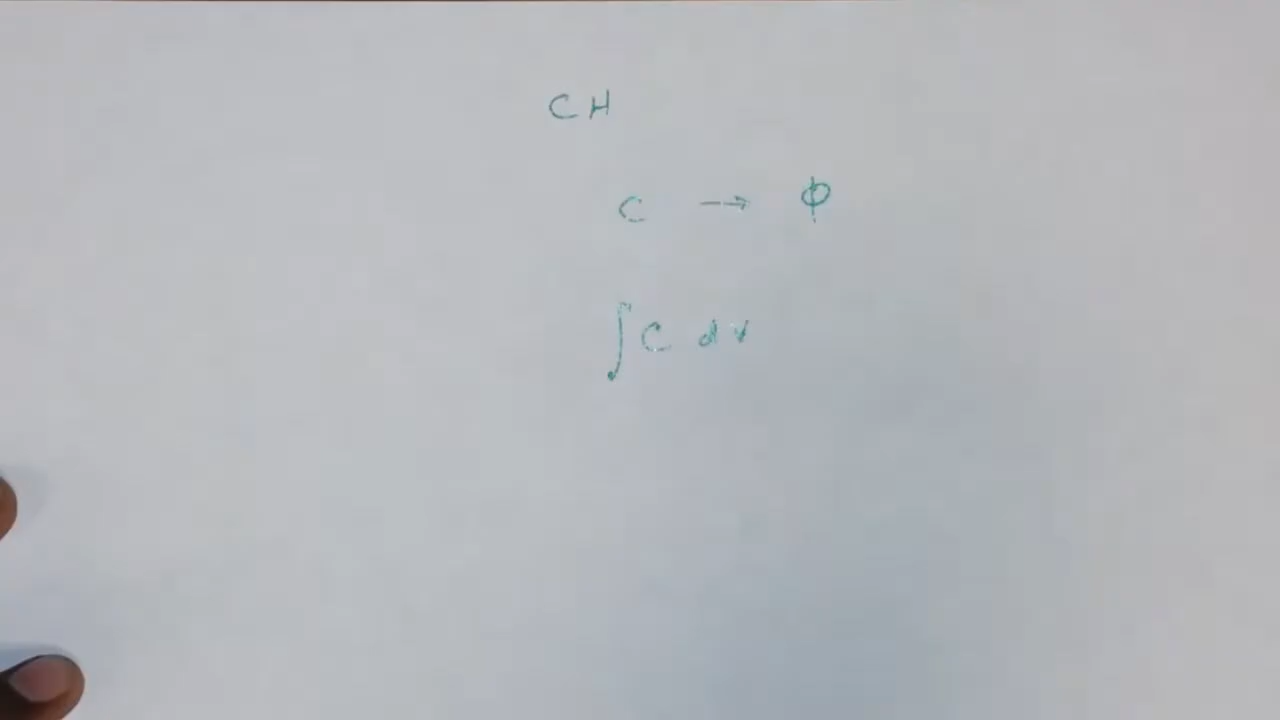 CH
C → Φ
∫ C dv